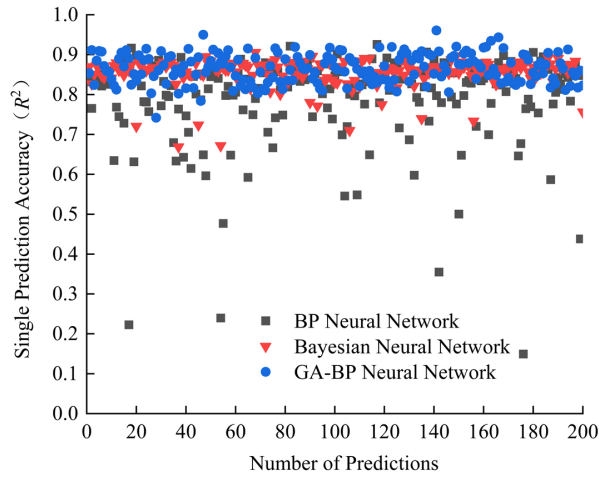 1.0
0.9
0.8
0.7
0.6
0.5
0.4
0.3
0.2
0.1
0.0
Single Prediction Accuracy（R²）
BP Neural Network
Bayesian Neural Network
GA-BP Neural Network
0 20 40 60 80 100 120 140 160 180 200
Number of Predictions